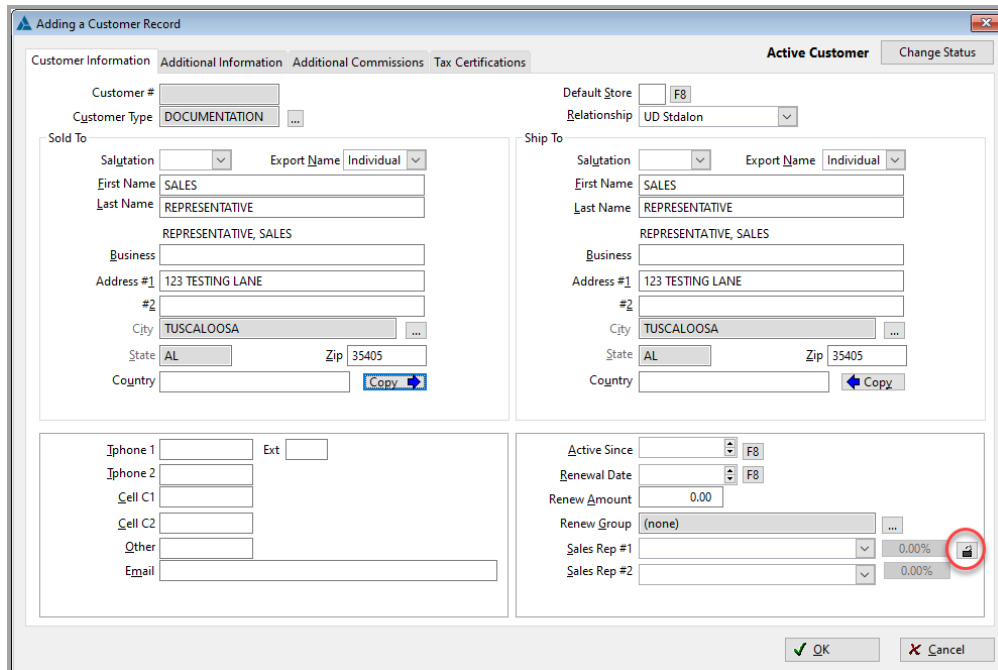 Adding a Customer Record
Customer Information Additional Information Additional Commissions Tax Certifications
Active Customer Change Status
Customer #
Customer Type DOCUMENTATION ...
Default Store F8
Relationship UD Stdalon
Sold To
Salutation Export Name Individual
First Name SALES
Last Name REPRESENTATIVE
REPRESENTATIVE, SALES
Business
Address #1 123 TESTING LANE
#2
City TUSCALOOSA ...
State AL Zip 35405
Country Copy
Ship To
Salutation Export Name Individual
First Name SALES
Last Name REPRESENTATIVE
REPRESENTATIVE, SALES
Business
Address #1 123 TESTING LANE
#2
City TUSCALOOSA ...
State AL Zip 35405
Country Copy
Tphone 1 Ext
Tphone 2
Cell C1
Cell C2
Other
Email
Active Since F8
Renewal Date F8
Renew Amount 0.00
Renew Group (none) ...
Sales Rep #1 0.00%
Sales Rep #2 0.00%
OK Cancel